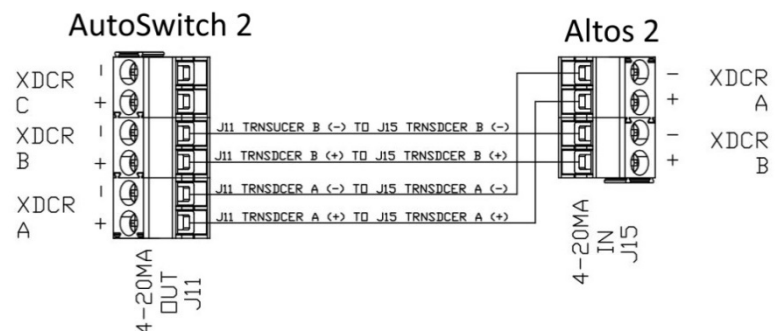 AutoSwitch 2
Altos 2
XDCR -
C +
XDCR -
B +
XDCR -
A +
4-20MA
OUT
J11
J11 TRNSUCER B (-) TO J15 TRNSDCER B (-)
J11 TRNSDCER B (+) TO J15 TRNSDCER B (+)
J11 TRNSDCER A (-) TO J15 TRNSDCER A (-)
J11 TRNSDCER A (+) TO J15 TRNSDCER A (+)
- XDCR
+ A
- XDCR
+ B
4-20MA
IN
J15